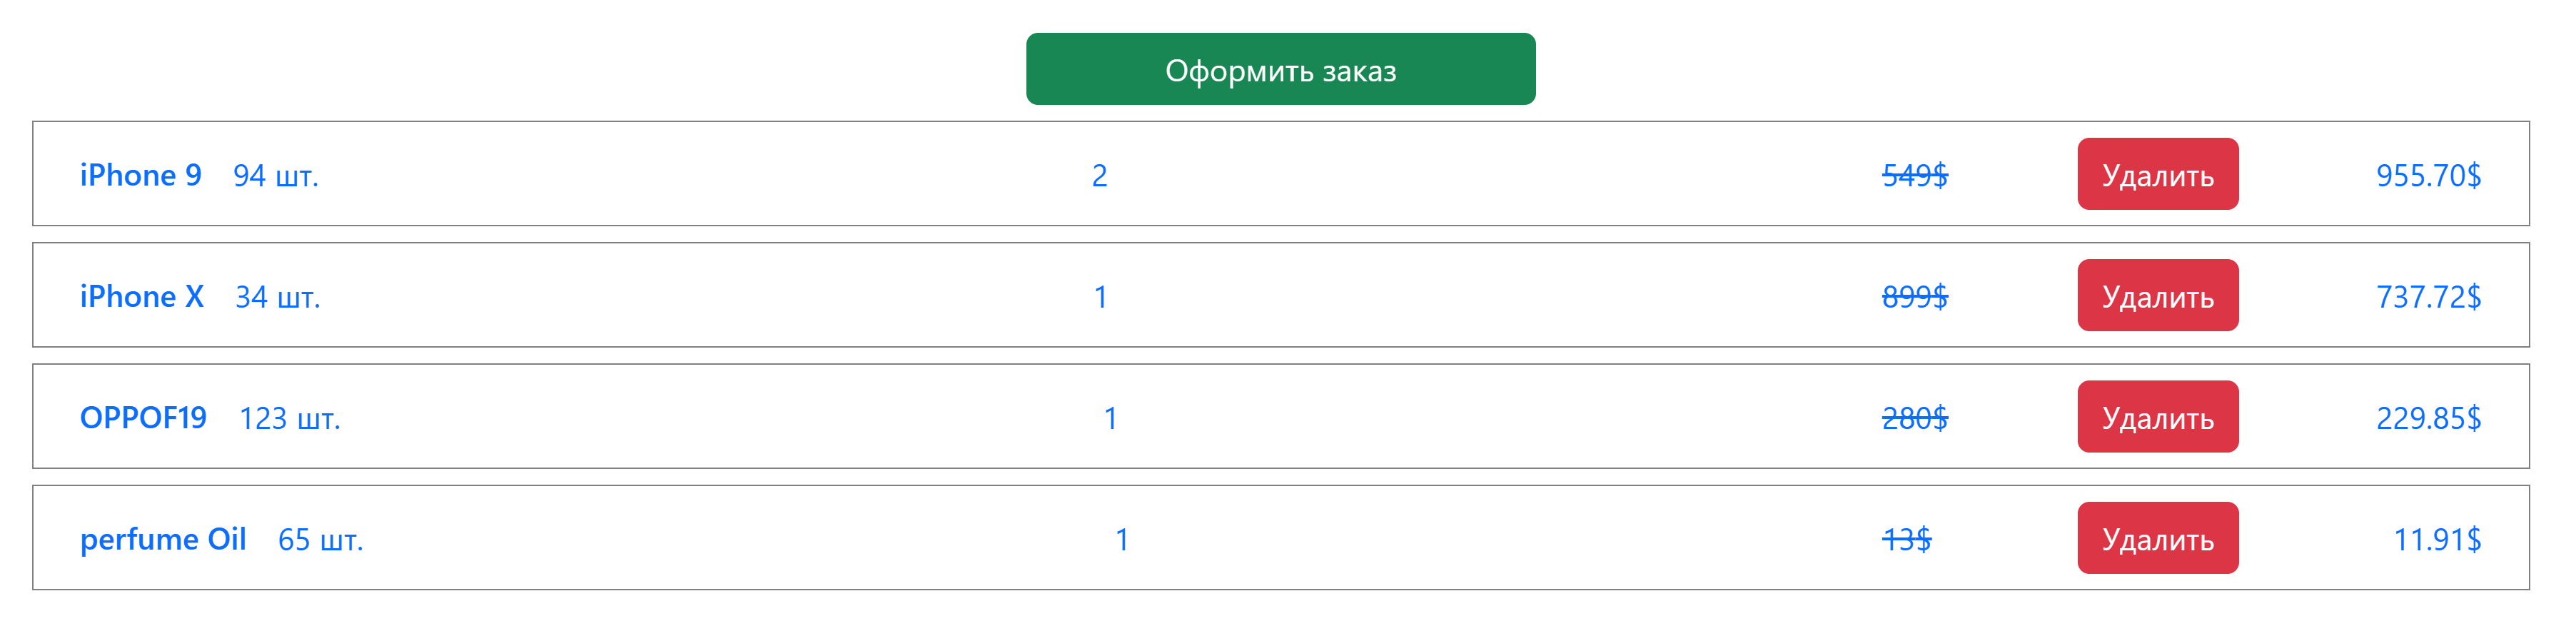 Оформить заказ
iPhone 9 94 шт. 2 549$ Удалить 955.70$
iPhone X 34 шт. 1 899$ Удалить 737.72$
OPPOF19 123 шт. 1 280$ Удалить 229.85$
perfume Oil 65 шт. 1 13$ Удалить 11.91$